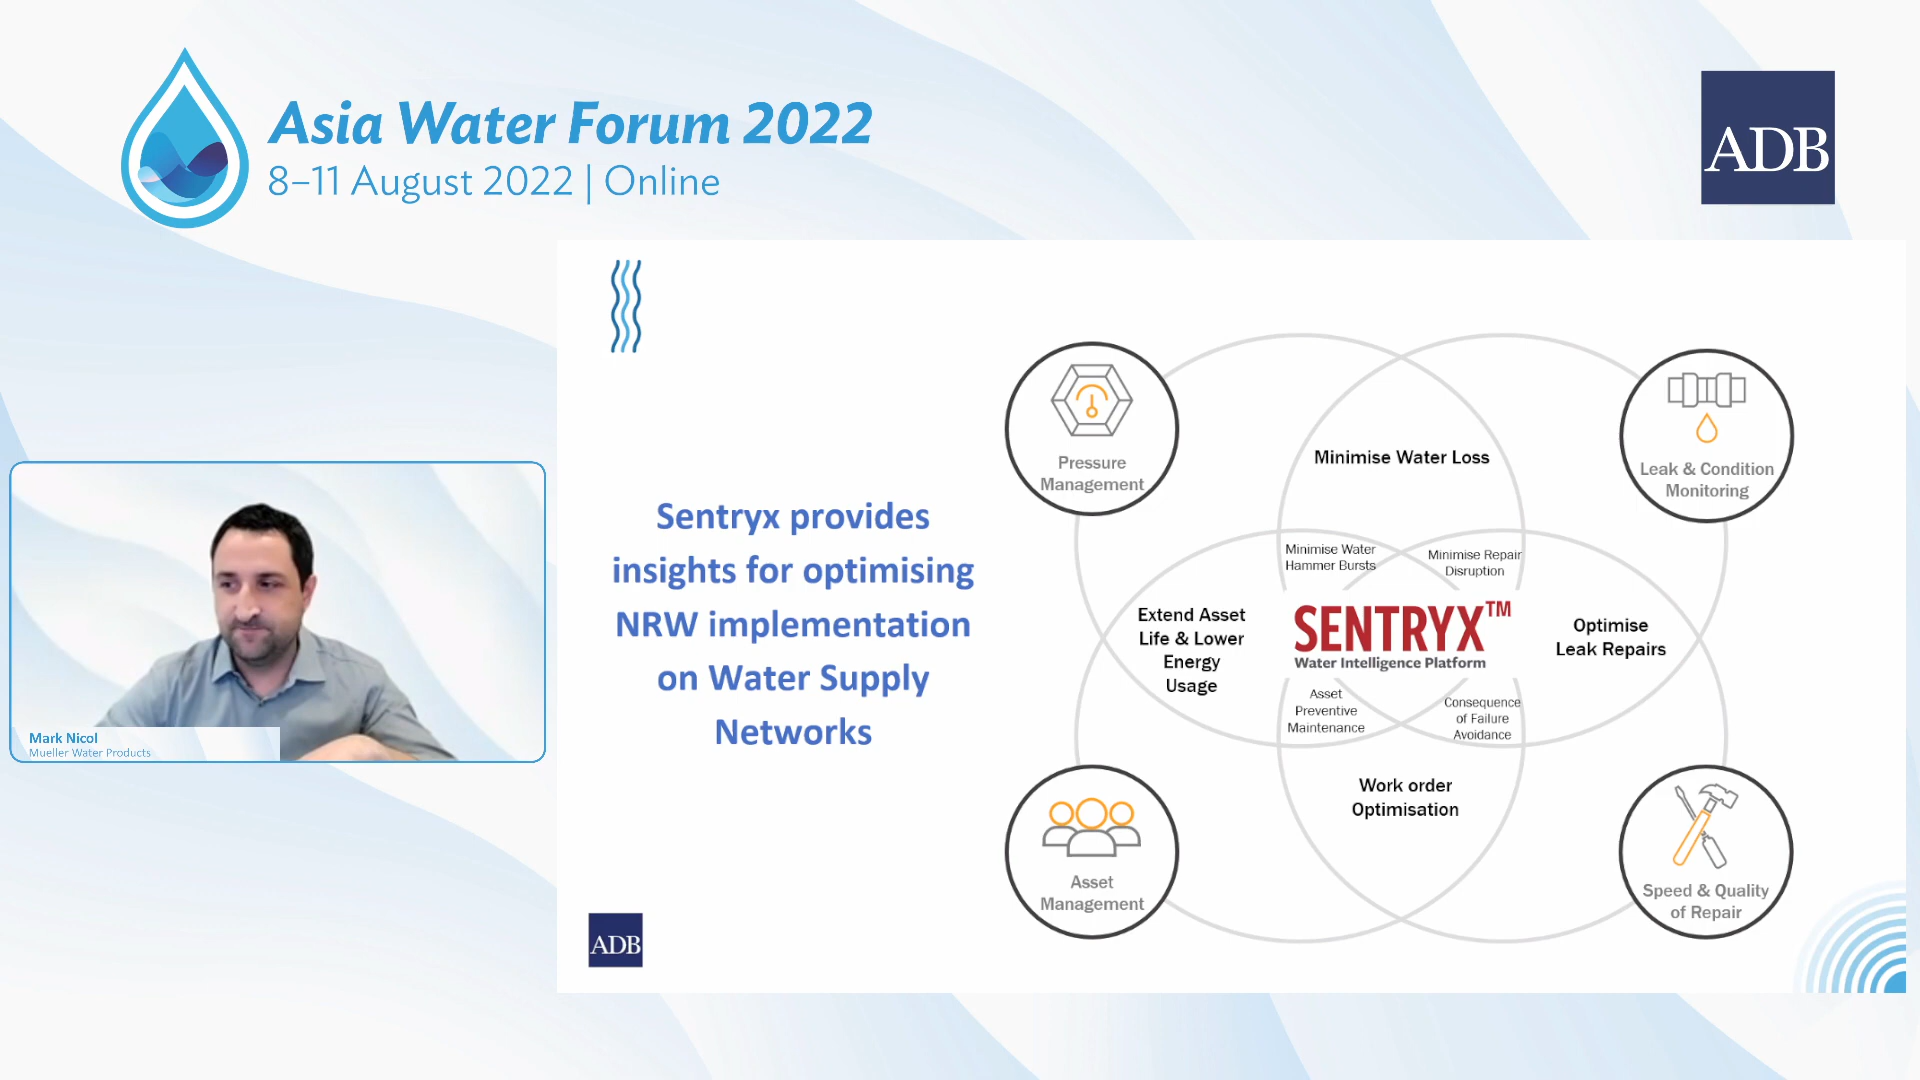 Asia Water Forum 2022
8–11 August 2022 | Online
ADB
Sentryx provides
insights for optimising
NRW implementation
on Water Supply
Networks
Pressure
Management
Leak & Condition
Monitoring
Minimise Water Loss
Minimise Water
Hammer Bursts
Minimise Repair
Disruption
Extend Asset
Life & Lower
Energy
Usage
SENTRYX™
Water Intelligence Platform
Optimise
Leak Repairs
Asset
Preventive
Maintenance
Consequence
of Failure
Avoidance
Work order
Optimisation
Asset
Management
Speed & Quality
of Repair
Mark Nicol
Mueller Water Products
ADB